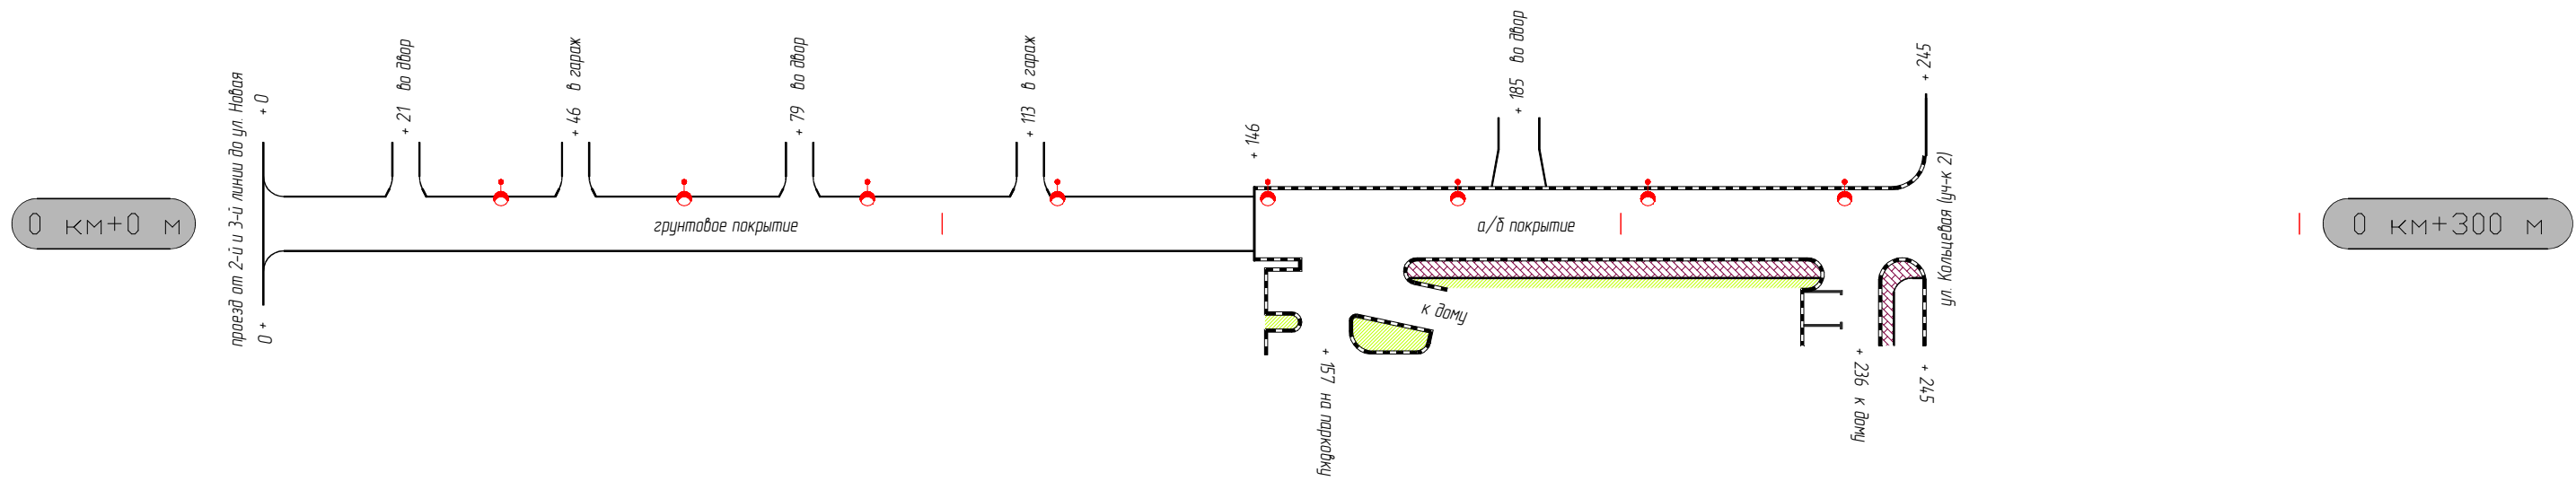 0 км+0 м
проезд от 2-й и 3-й линии до ул. Новая
+ 0
0 +
+ 21 во двор
+ 46 в гараж
+ 79 во двор
+ 113 в гараж
грунтовое покрытие
+ 146
+ 185 во двор
а/б покрытие
+ 245
ул. Кольцевая (уч-к 2)
к дому
+ 157 на парковку
+ 236 к дому
+ 245
0 км+300 м